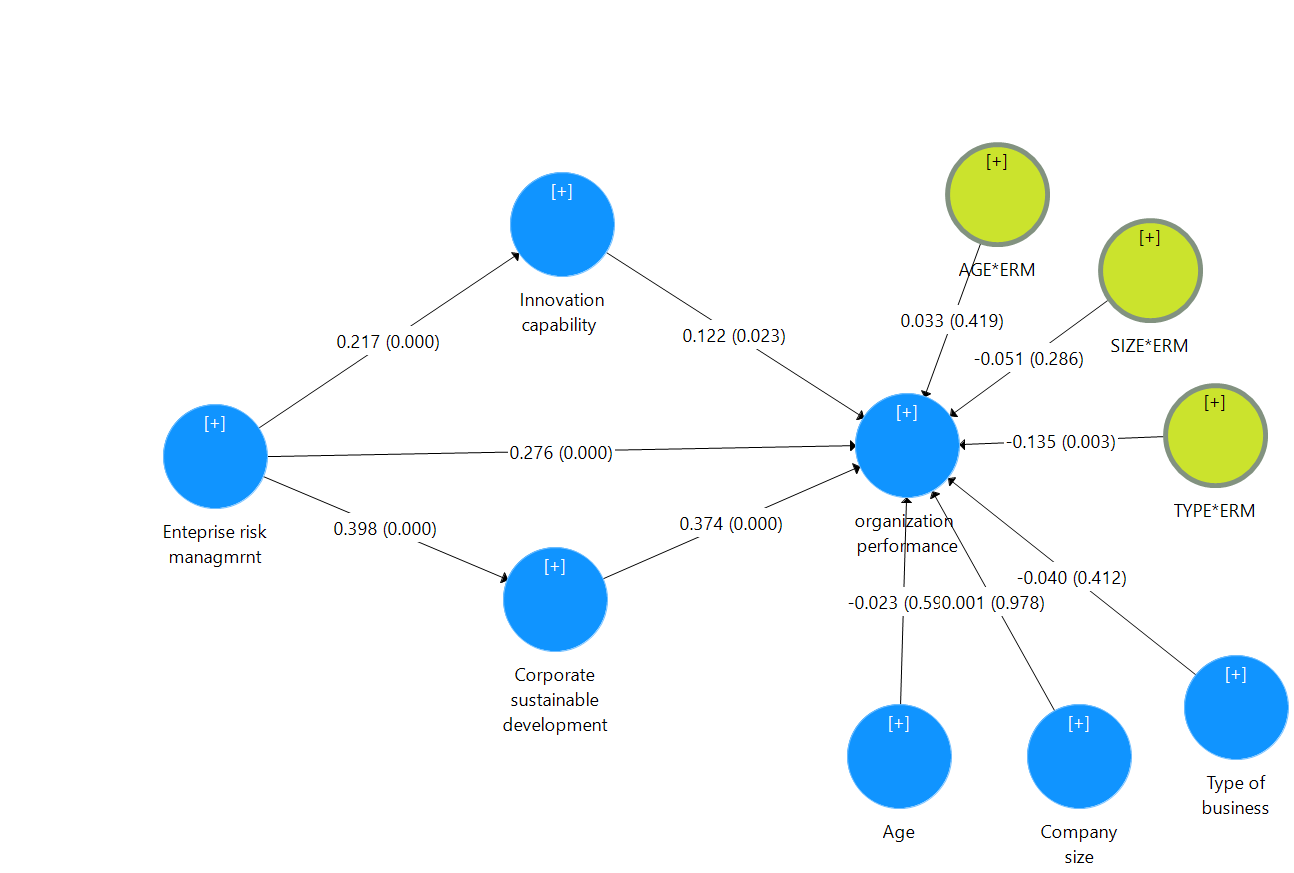 [+]
AGE*ERM
[+]
SIZE*ERM
[+]
TYPE*ERM
[+]
Innovation
capability
0.033 (0.419)
-0.051 (0.286)
-0.135 (0.003)
0.217 (0.000)
0.122 (0.023)
[+]
Enteprise risk
managmrnt
0.276 (0.000)
[+]
organization
performance
0.398 (0.000)
0.374 (0.000)
[+]
Corporate
sustainable
development
-0.023 (0.59
0.001 (0.978)
-0.040 (0.412)
[+]
Age
[+]
Company
size
[+]
Type of
business